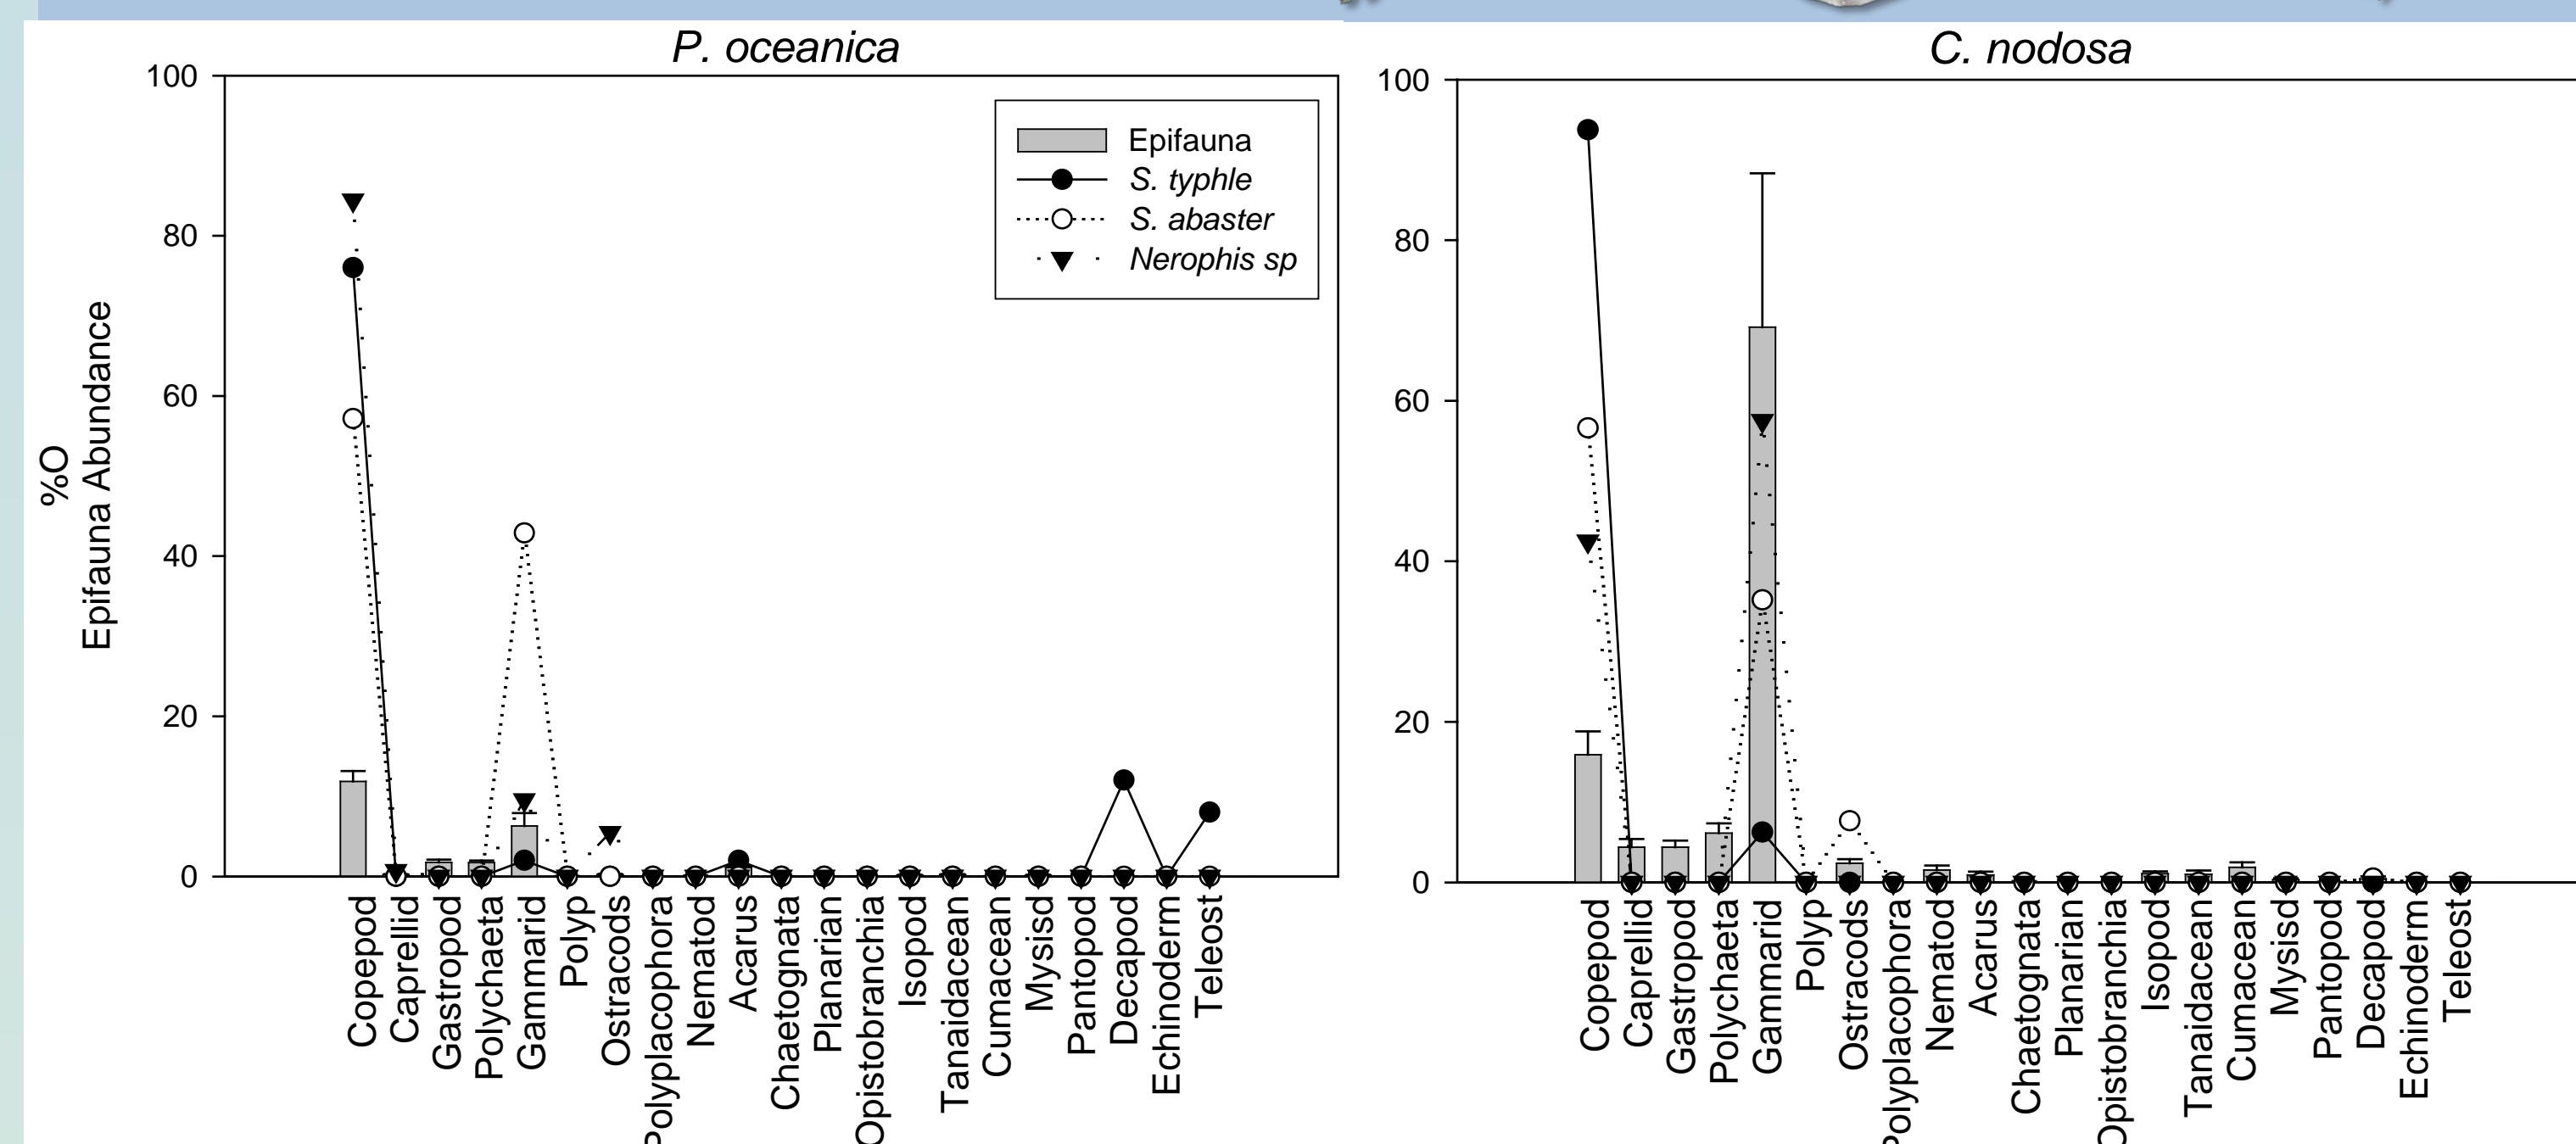 P. oceanica
100
80
60
40
20
0
%O
Epifauna Abundance
Epifauna
S. typhle
S. abaster
Nerophis sp
Copepod
Caprellid
Gastropod
Polychaeta
Gammarid
Polyp
Ostracods
Polyplacophora
Nematod
Acarus
Chaetognata
Planarian
Opistobranchia
Isopod
Tanaidacean
Cumacean
Mysisd
Pantopod
Decapod
Echinoderm
Teleost
C. nodosa
100
80
60
40
20
0
Copepod
Caprellid
Gastropod
Polychaeta
Gammarid
Polyp
Ostracods
Polyplacophora
Nematod
Acarus
Chaetognata
Planarian
Opistobranchia
Isopod
Tanaidacean
Cumacean
Mysisd
Pantopod
Decapod
Echinoderm
Teleost